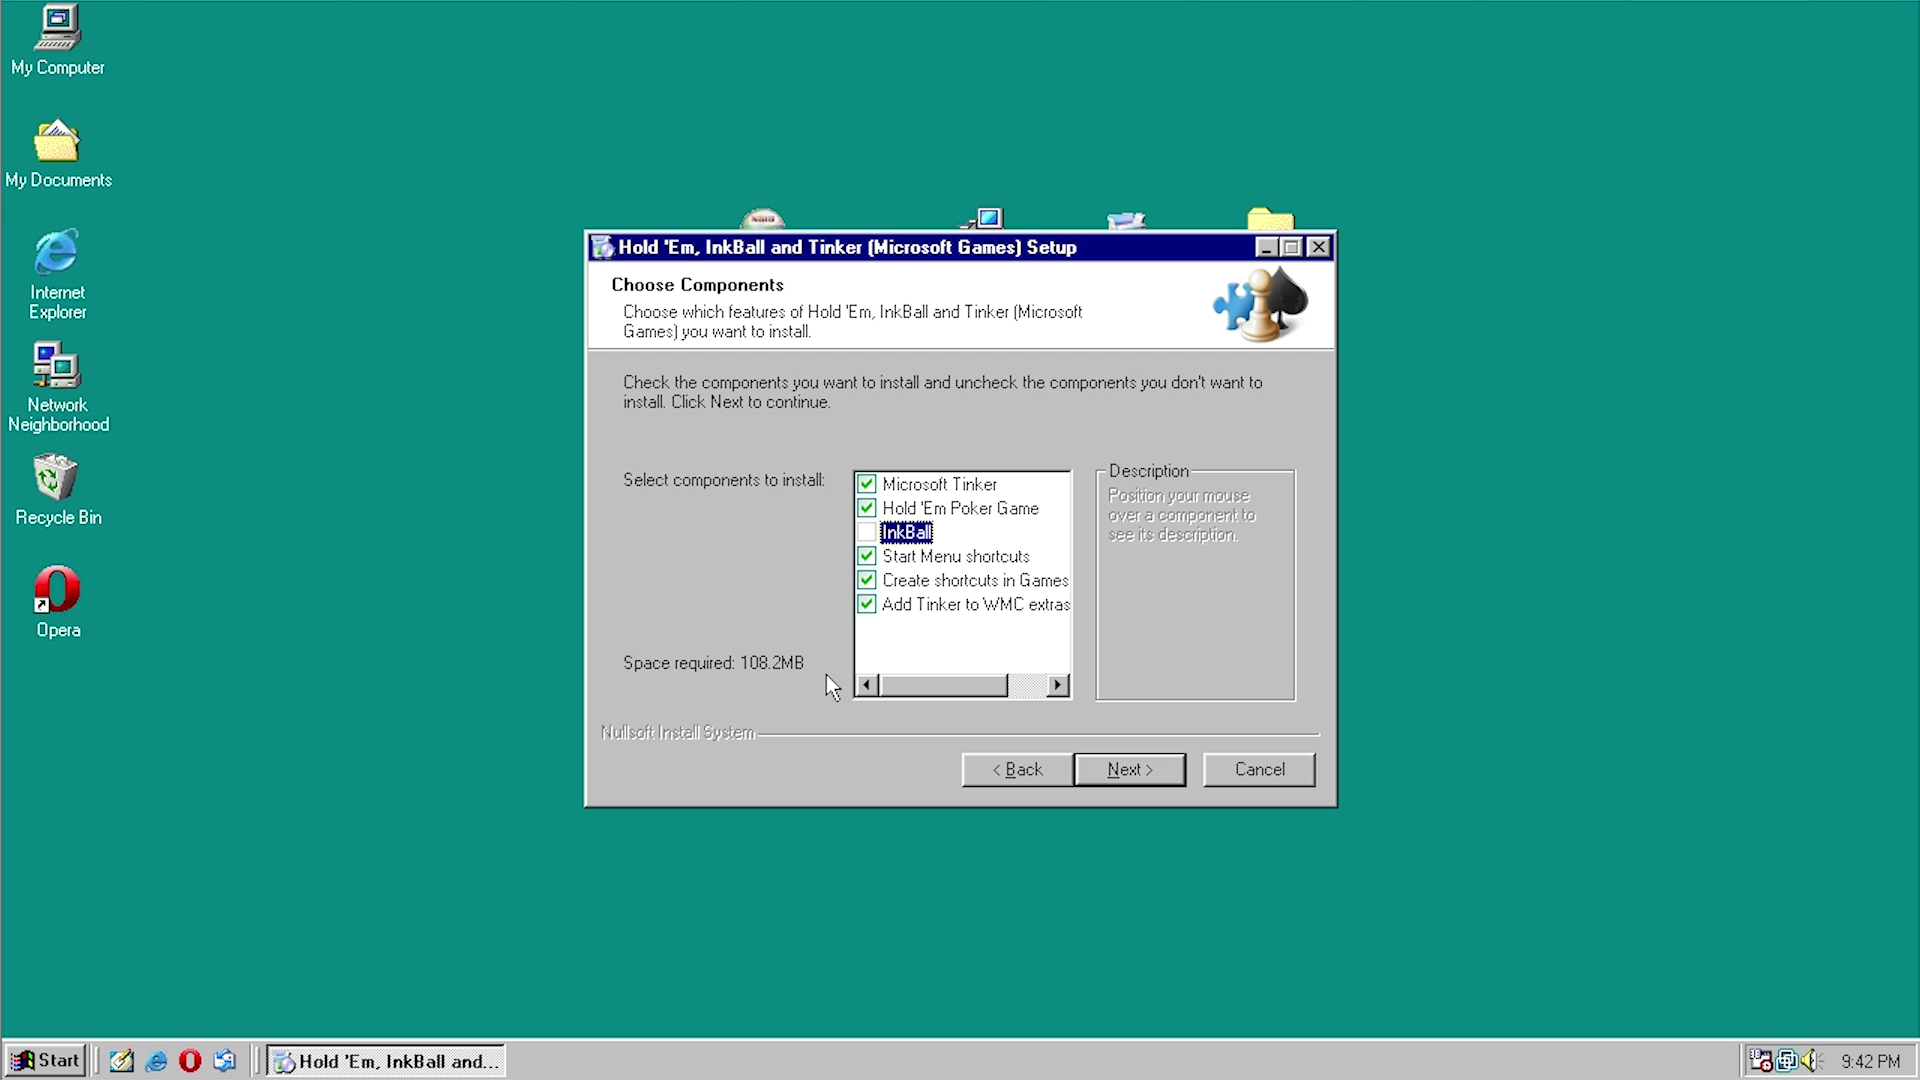 My Computer
My Documents
Internet
Explorer
Network
Neighborhood
Recycle Bin
Opera
Hold 'Em, InkBall and Tinker (Microsoft Games) Setup
Choose Components
Choose which features of Hold 'Em, InkBall and Tinker (Microsoft
Games) you want to install.
Check the components you want to install and uncheck the components you don't want to
install. Click Next to continue.
Select components to install:
Microsoft Tinker
Hold 'Em Poker Game
InkBall
Start Menu shortcuts
Create shortcuts in Games
Add Tinker to WMC extras
Description
Position your mouse
over a component to
see its description.
Space required: 108.2MB
Nullsoft Install System
< Back
Next >
Cancel
Start
Hold 'Em, InkBall and...
9:42 PM